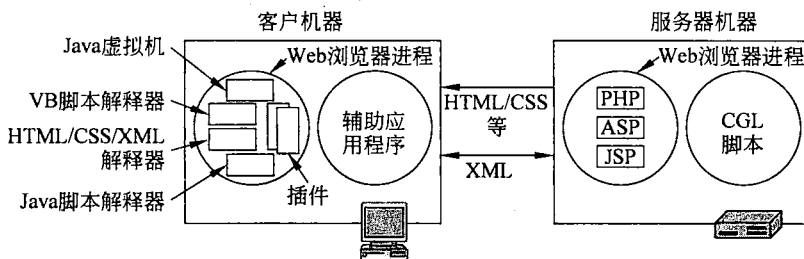 客户机器
服务器机器
Java虚拟机
Web浏览器进程
Web浏览器进程
VB脚本解释器
HTML/CSS/XML
解释器
Java脚本解释器
插件
辅助应
用程序
HTML/CSS
等
XML
PHP
ASP
JSP
CGL
脚本